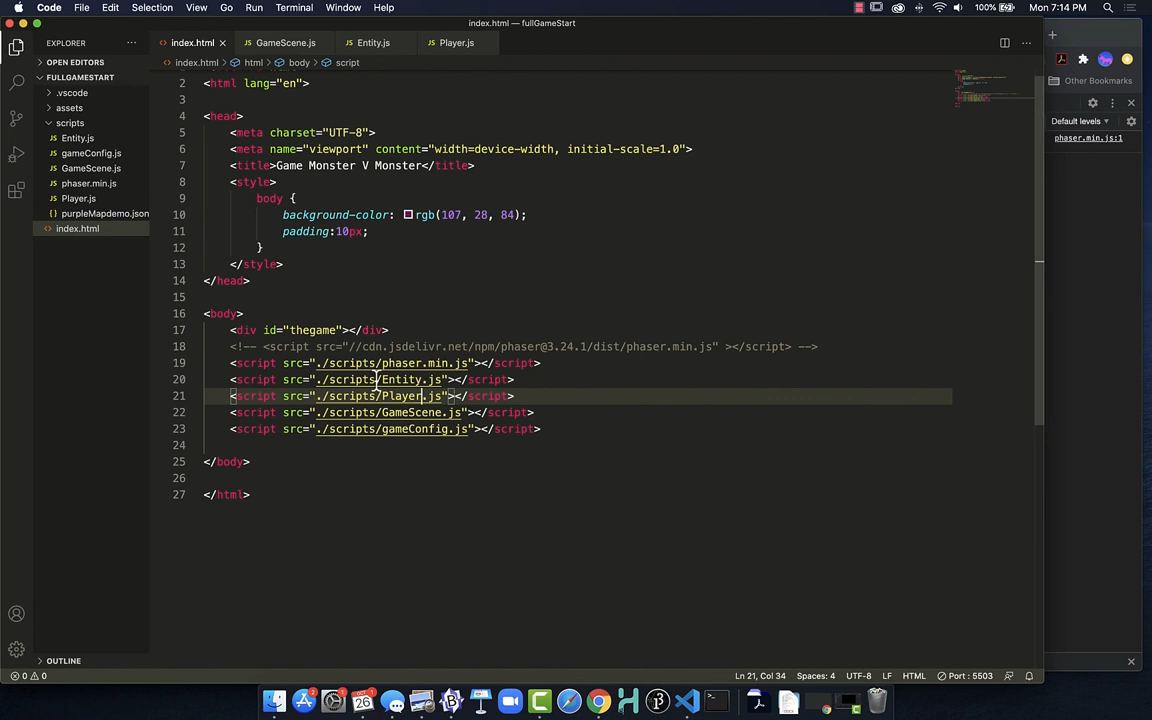 Code File Edit Selection View Go Run Terminal Window Help 100% Mon 7:14 PM
index.html — fullGameStart
EXPLORER index.html GameScene.js Entity.js Player.js
index.html > html > body > script
OPEN EDITORS
FULLGAMESTART
.vscode
assets
scripts
Entity.js
gameConfig.js
GameScene.js
phaser.min.js
Player.js
purpleMapdemo.json
index.html
OUTLINE
2 <html lang="en">
3
4 <head>
5 <meta charset="UTF-8">
6 <meta name="viewport" content="width=device-width, initial-scale=1.0">
7 <title>Game Monster V Monster</title>
8 <style>
9 body {
10 background-color: rgb(107, 28, 84);
11 padding:10px;
12 }
13 </style>
14 </head>
15
16 <body>
17 <div id="thegame"></div>
18 <!-- <script src="//cdn.jsdelivr.net/npm/phaser@3.24.1/dist/phaser.min.js" ></script> -->
19 <script src="./scripts/phaser.min.js"></script>
20 <script src="./scripts/Entity.js"></script>
21 <script src="./scripts/Player.js"></script>
22 <script src="./scripts/GameScene.js"></script>
23 <script src="./scripts/gameConfig.js"></script>
24
25 </body>
26
27 </html>
Other Bookmarks
Default levels
phaser.min.js:1
0 0 Ln 21, Col 34 Spaces: 4 UTF-8 LF HTML Port : 5503
OCT
26